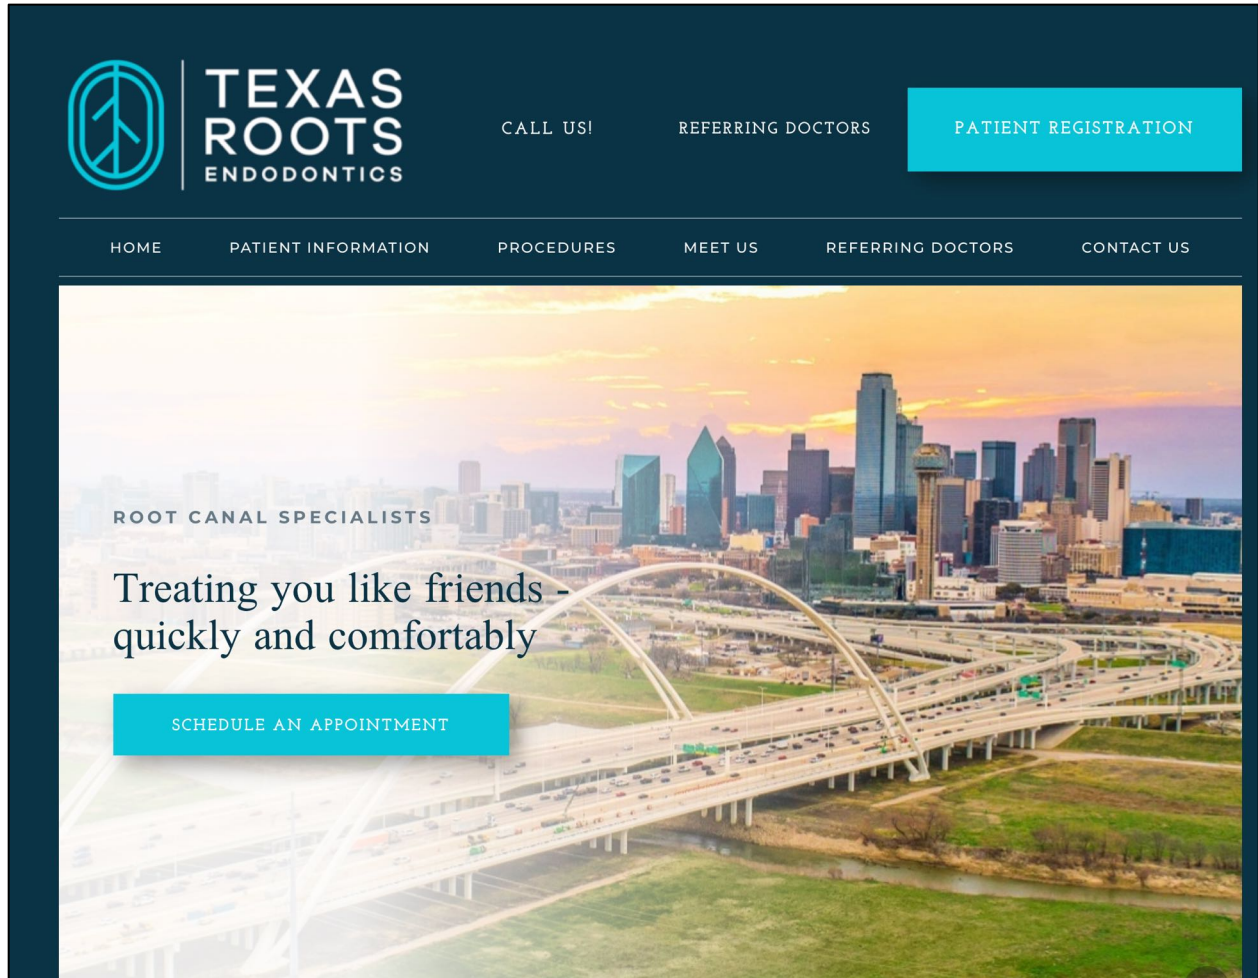 TEXAS
ROOTS
ENDODONTICS
CALL US!
REFERRING DOCTORS
PATIENT REGISTRATION
HOME
PATIENT INFORMATION
PROCEDURES
MEET US
REFERRING DOCTORS
CONTACT US
ROOT CANAL SPECIALISTS
Treating you like friends -
quickly and comfortably
SCHEDULE AN APPOINTMENT